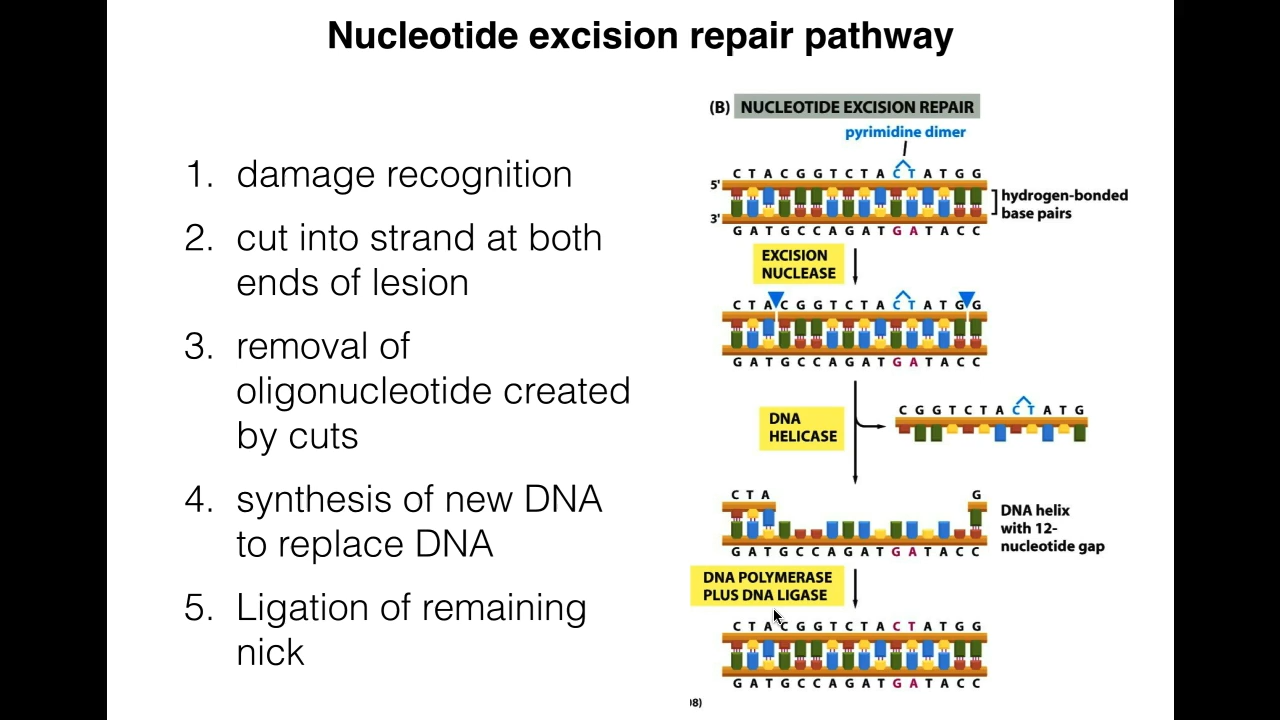 Nucleotide excision repair pathway
1. damage recognition
2. cut into strand at both
ends of lesion
3. removal of
oligonucleotide created
by cuts
4. synthesis of new DNA
to replace DNA
5. Ligation of remaining
nick
(B) NUCLEOTIDE EXCISION REPAIR
pyrimidine dimer
C T A C G G T C T A C T A T G G
5'
hydrogen-bonded
base pairs
3'
G A T G C C A G A T G A T A C C
EXCISION
NUCLEASE
C T A C G G T C T A C T A T G G
G A T G C C A G A T G A T A C C
DNA
HELICASE
C G G T C T A C T A T G
C T A G
DNA helix
with 12-
nucleotide gap
G A T G C C A G A T G A T A C C
DNA POLYMERASE
PLUS DNA LIGASE
C T A C G G T C T A C T A T G G
G A T G C C A G A T G A T A C C
08)